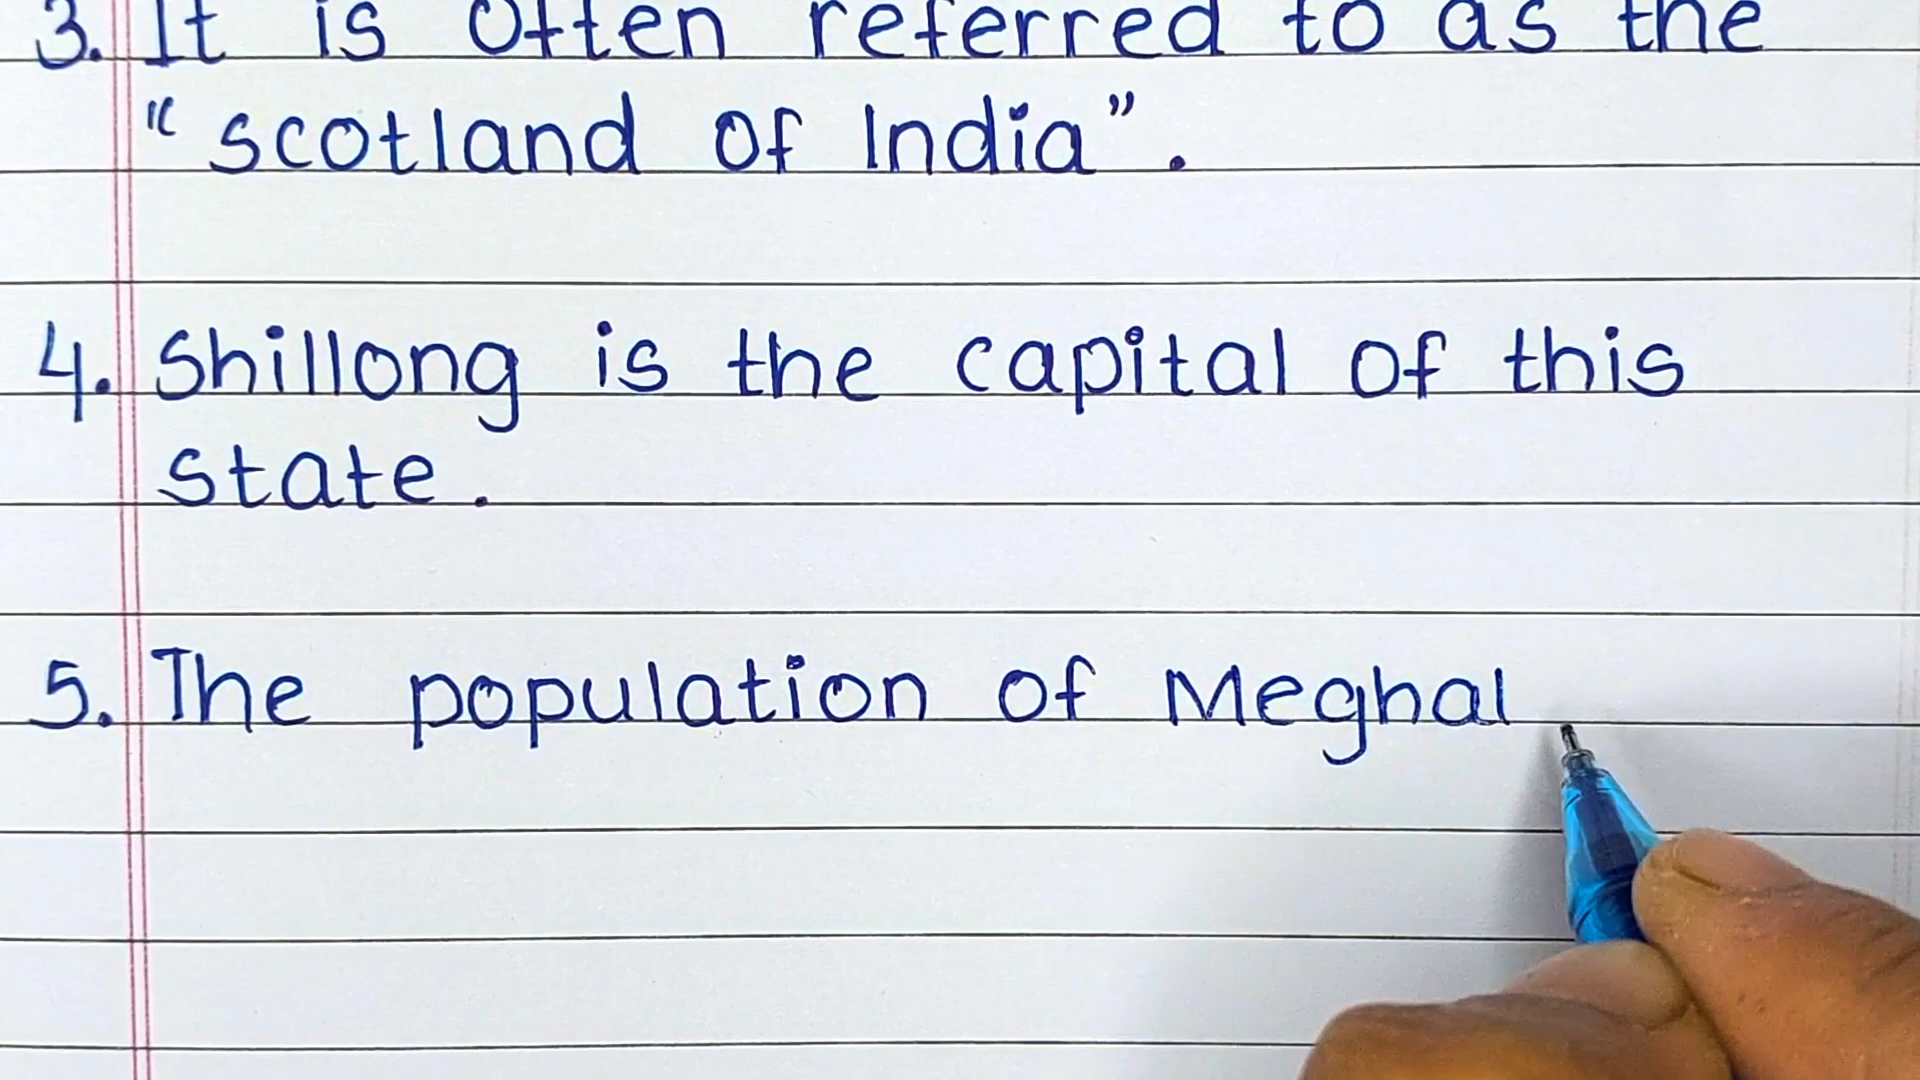 3. It is Often referred to as the
"scotland of India".
4. Shillong is the capital of this
state.
5. The population of Meghal